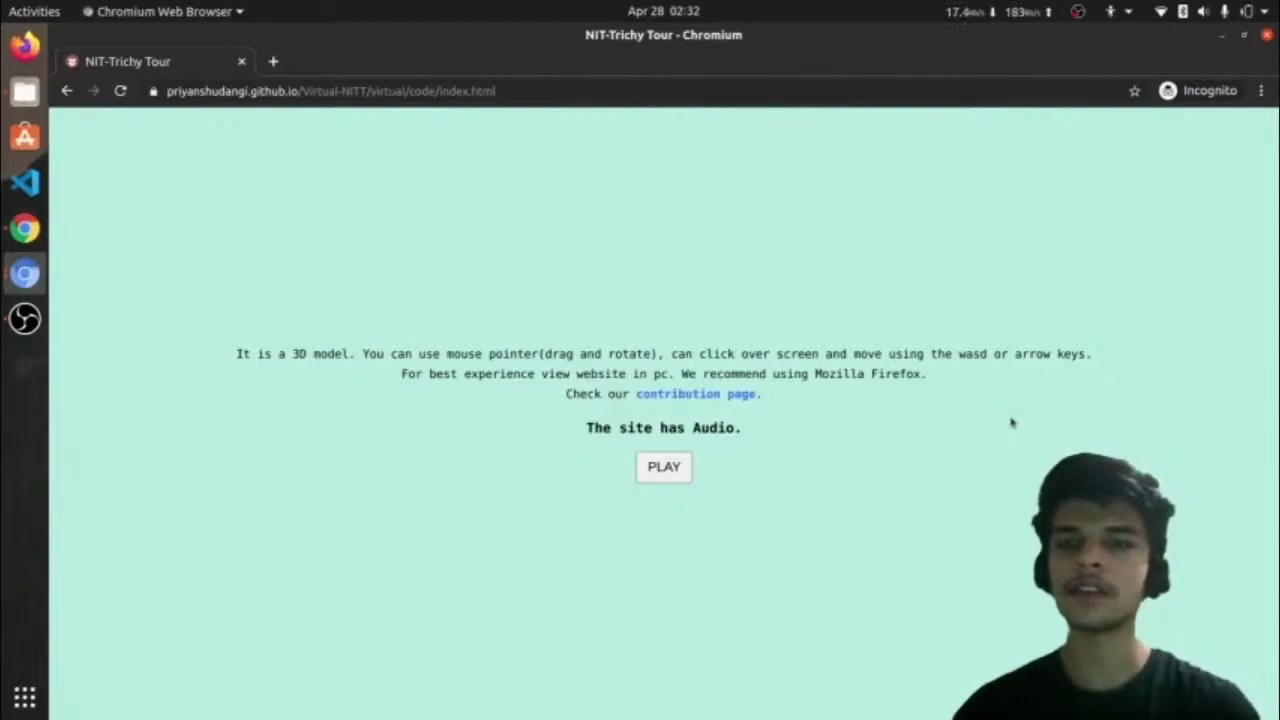 Activities
Chromium Web Browser
Apr 28 02:32
NIT-Trichy Tour - Chromium
NIT-Trichy Tour
priyanshudangi.github.io/Virtual-NITT/virtual/code/index.html
Incognito
It is a 3D model. You can use mouse pointer(drag and rotate), can click over screen and move using the wasd or arrow keys.
For best experience view website in pc. We recommend using Mozilla Firefox.
Check our contribution page.
The site has Audio.
PLAY